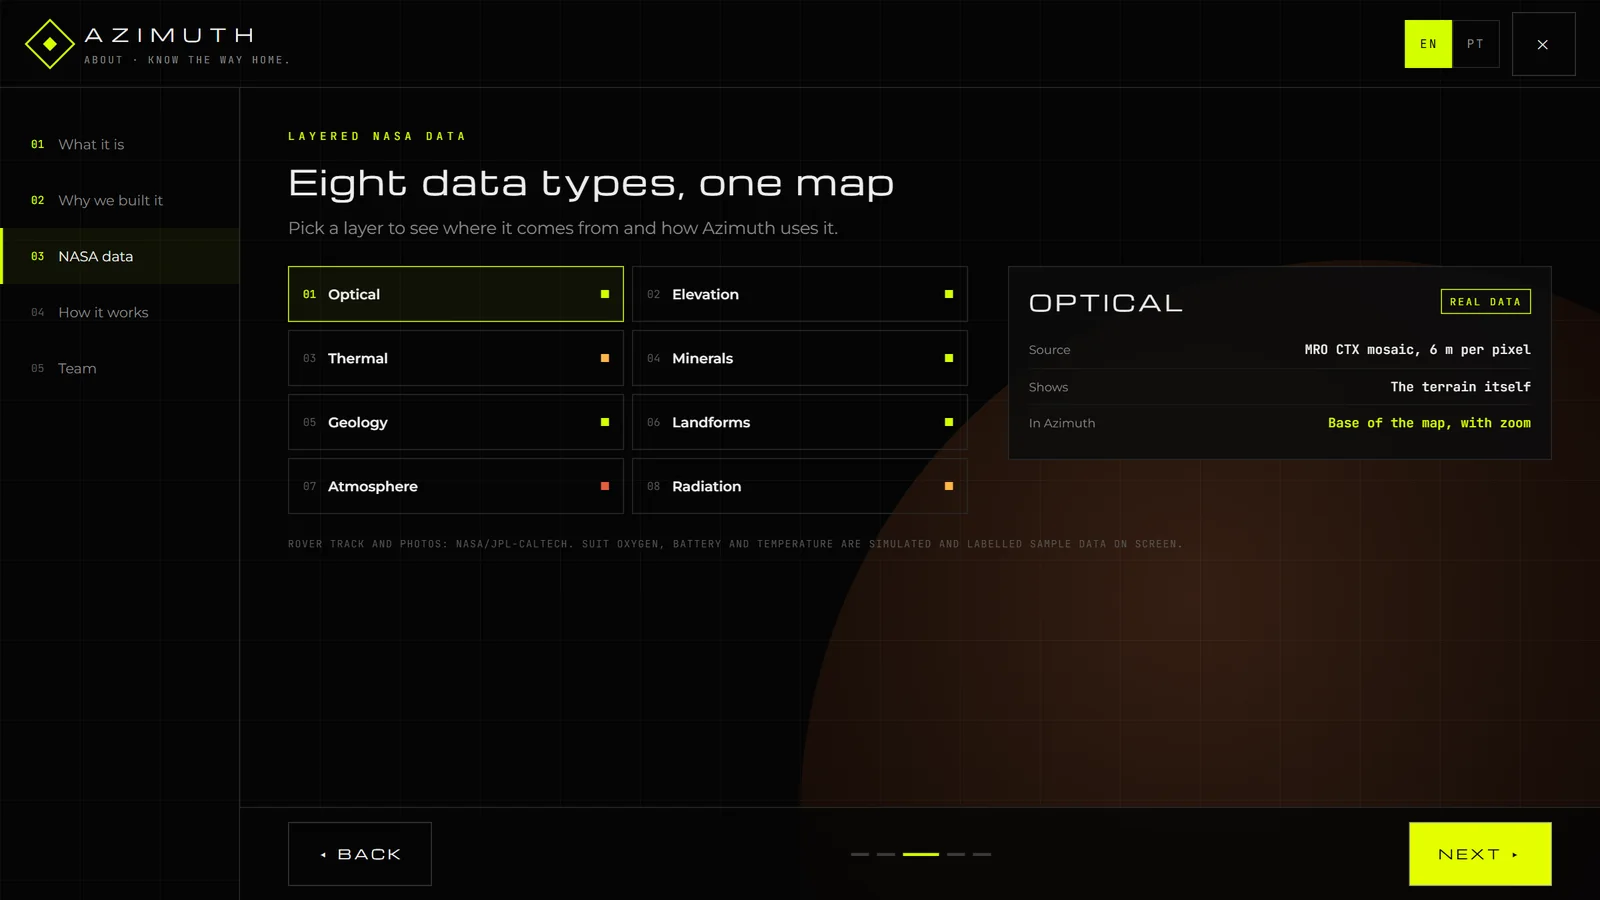 AZIMUTH
ABOUT · KNOW THE WAY HOME.
EN
PT
×
01 What it is
02 Why we built it
03 NASA data
04 How it works
05 Team
LAYERED NASA DATA
Eight data types, one map
Pick a layer to see where it comes from and how Azimuth uses it.
01 Optical
02 Elevation
03 Thermal
04 Minerals
05 Geology
06 Landforms
07 Atmosphere
08 Radiation
OPTICAL
REAL DATA
Source MRO CTX mosaic, 6 m per pixel
Shows The terrain itself
In Azimuth Base of the map, with zoom
ROVER TRACK AND PHOTOS: NASA/JPL-CALTECH. SUIT OXYGEN, BATTERY AND TEMPERATURE ARE SIMULATED AND LABELLED SAMPLE DATA ON SCREEN.
◂ BACK
NEXT ▸